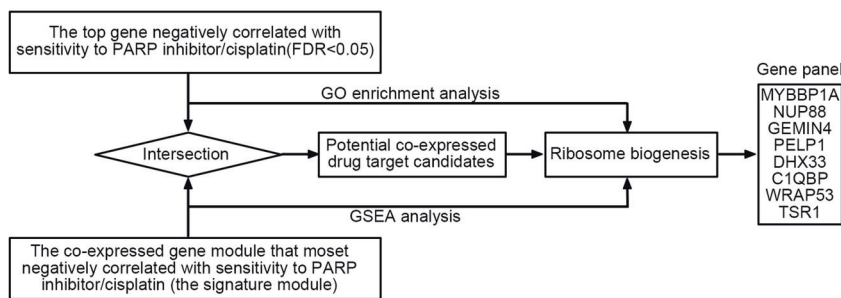 The top gene negatively correlated with
sensitivity to PARP inhibitor/cisplatin(FDR<0.05)
GO enrichment analysis
Intersection
Potential co-expressed
drug target candidates
Ribosome biogenesis
GSEA analysis
The co-expressed gene module that moset
negatively correlated with sensitivity to PARP
inhibitor/cisplatin (the signature module)
Gene panel
MYBBP1A
NUP88
GEMIN4
PELP1
DHX33
C1QBP
WRAP53
TSR1